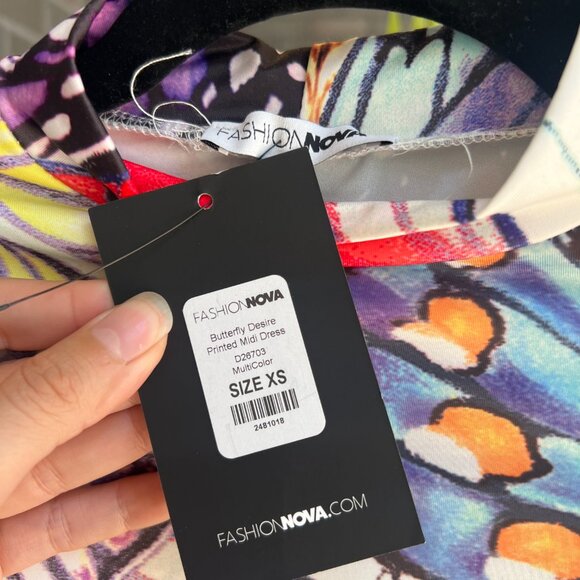 FASHIONNOVA
FASHIONNOVA
Butterfly Desire
Printed Midi Dress
D26703
MultiColor
SIZE XS
2481018
FASHIONNOVA.COM